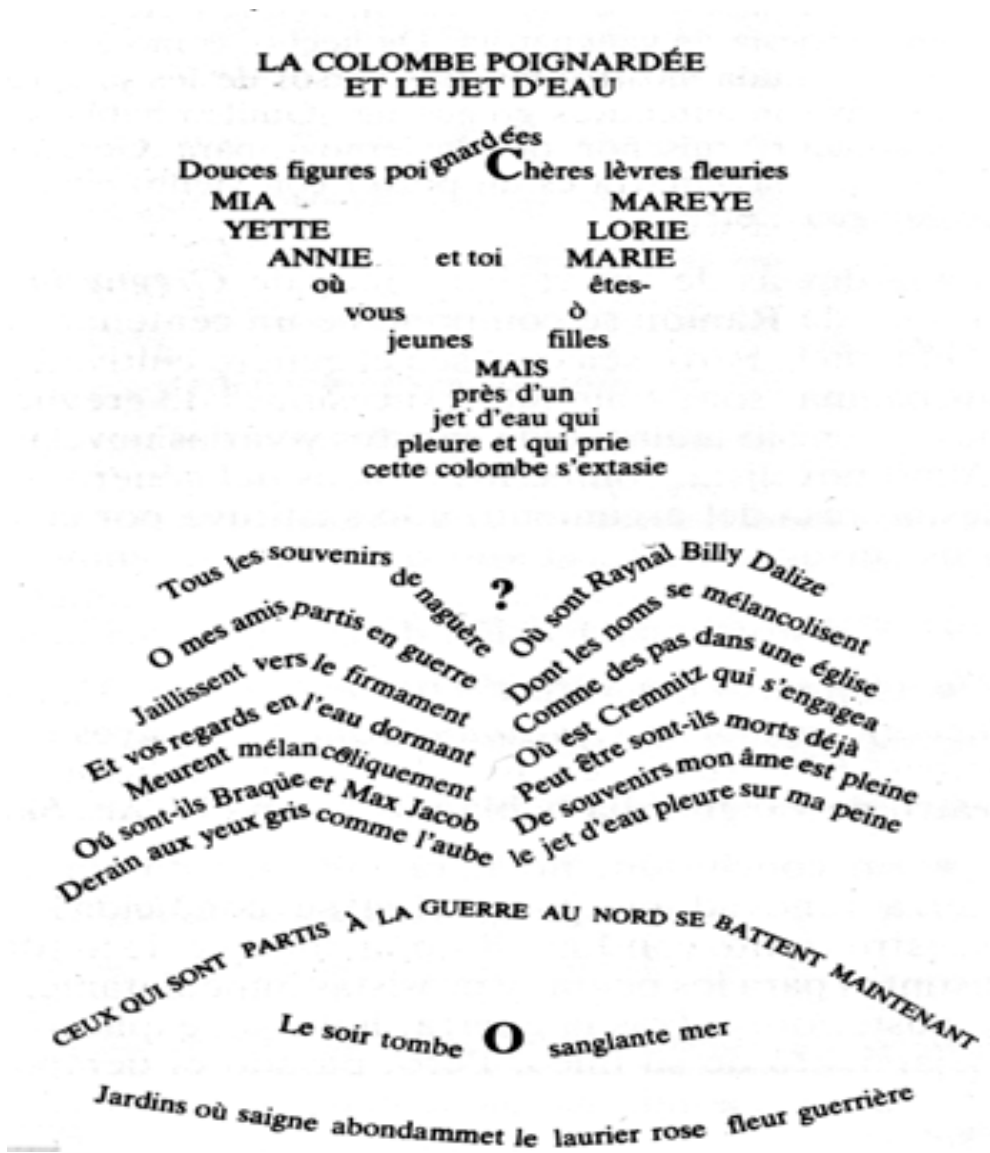 LA COLOMBE POIGNARDÉE
ET LE JET D'EAU
Douces figures poignardées Chères lèvres fleuries
MIA MAREYE
YETTE LORIE
ANNIE et toi MARIE
où êtes-
vous ò
jeunes filles
MAIS
près d'un
jet d'eau qui
pleure et qui prie
cette colombe s'extasie
Tous les souvenirs de naguère
O mes amis partis en guerre
Jaillissent vers le firmament
Et vos regards en l'eau dormant
Meurent mélancoliquement
Où sont-ils Braque et Max Jacob
Derain aux yeux gris comme l'aube
?
Où sont Raynal Billy Dalize
Dont les noms se mélancolisent
Comme des pas dans une église
Où est Cremnitz qui s'engagea
Peut être sont-ils morts déjà
De souvenirs mon âme est pleine
le jet d'eau pleure sur ma peine
CEUX QUI SONT PARTIS À LA GUERRE AU NORD SE BATTENT MAINTENANT
Le soir tombe O sanglante mer
Jardins où saigne abondammet le laurier rose fleur guerrière